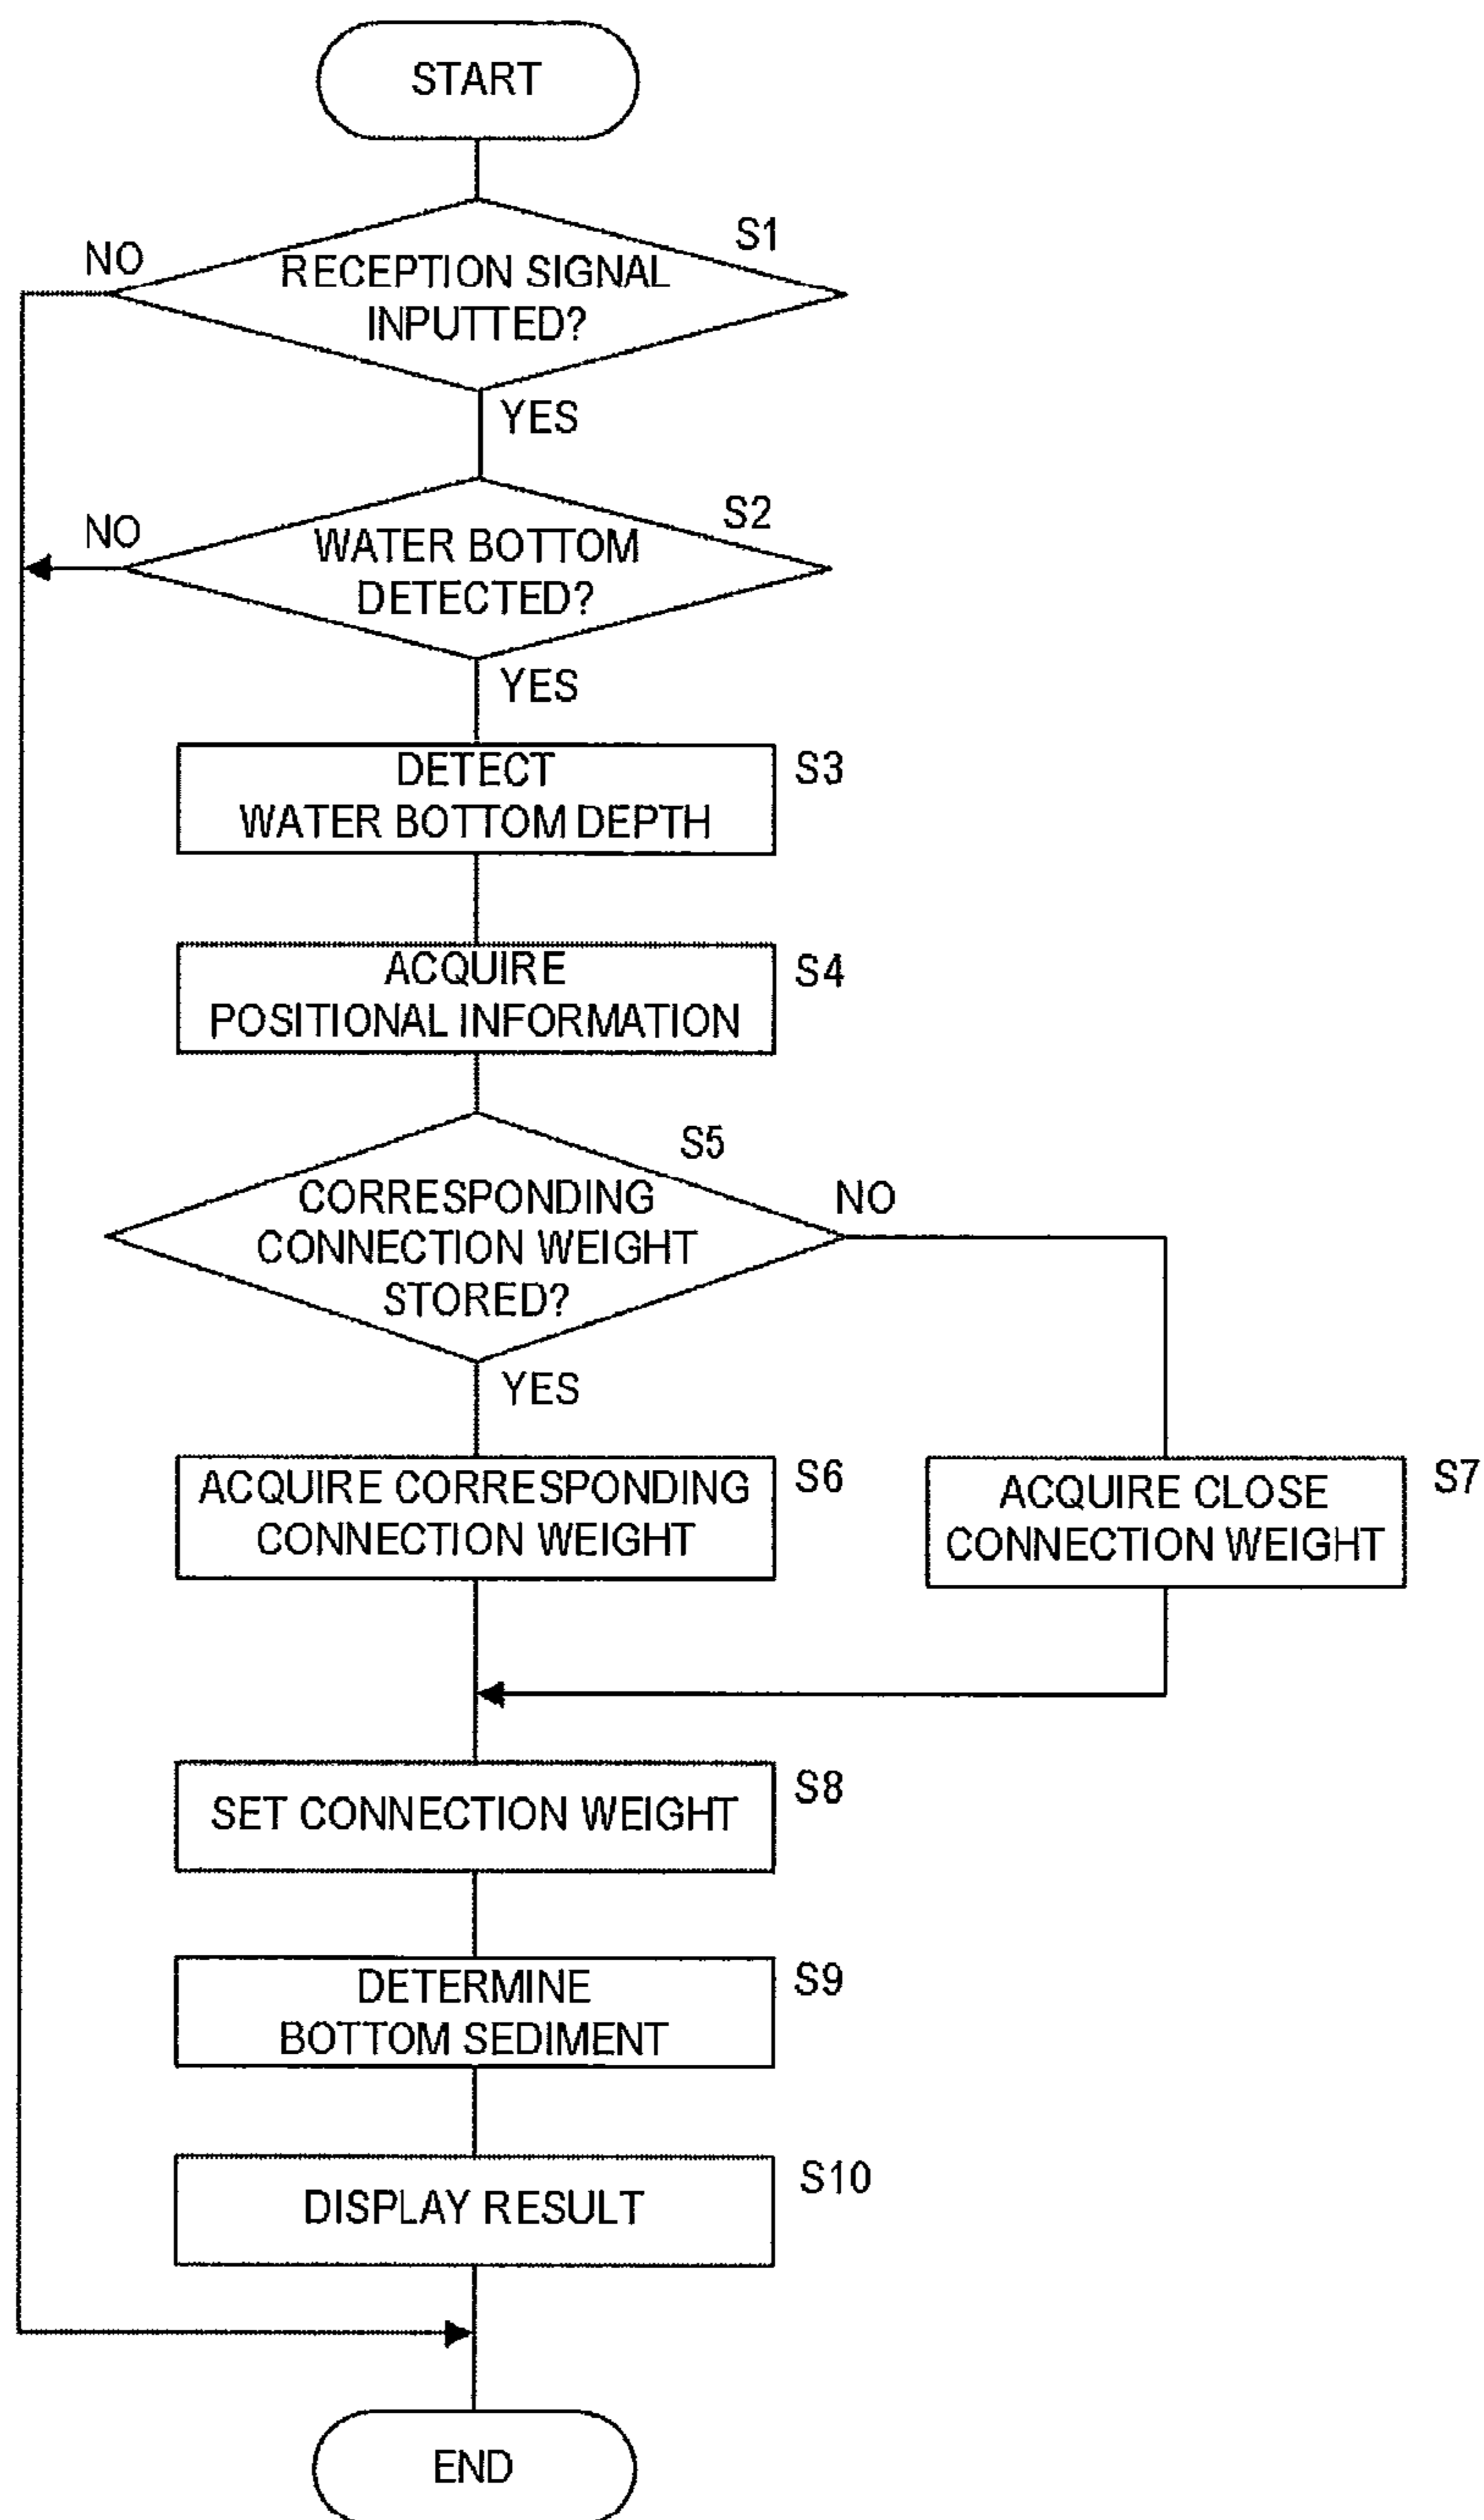 START
S1
NO
RECEPTION SIGNAL
INPUTTED?
YES
S2
NO
WATER BOTTOM
DETECTED?
YES
DETECT
WATER BOTTOM DEPTH
S3
ACQUIRE
POSITIONAL INFORMATION
S4
S5
CORRESPONDING
CONNECTION WEIGHT
STORED?
NO
YES
ACQUIRE CORRESPONDING
CONNECTION WEIGHT
S6
ACQUIRE CLOSE
CONNECTION WEIGHT
S7
SET CONNECTION WEIGHT
S8
DETERMINE
BOTTOM SEDIMENT
S9
DISPLAY RESULT
S10
END